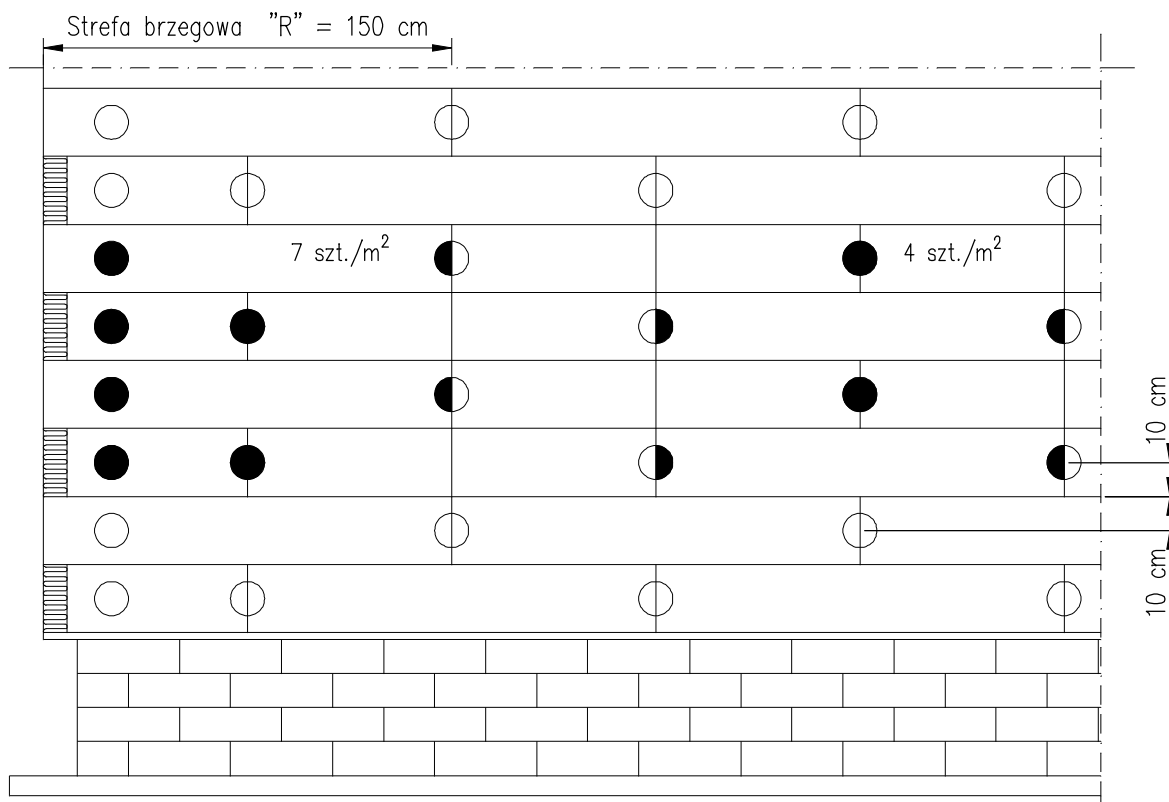 Strefa brzegowa "R" = 150 cm
7 szt./m²
4 szt./m²
10 cm
10 cm